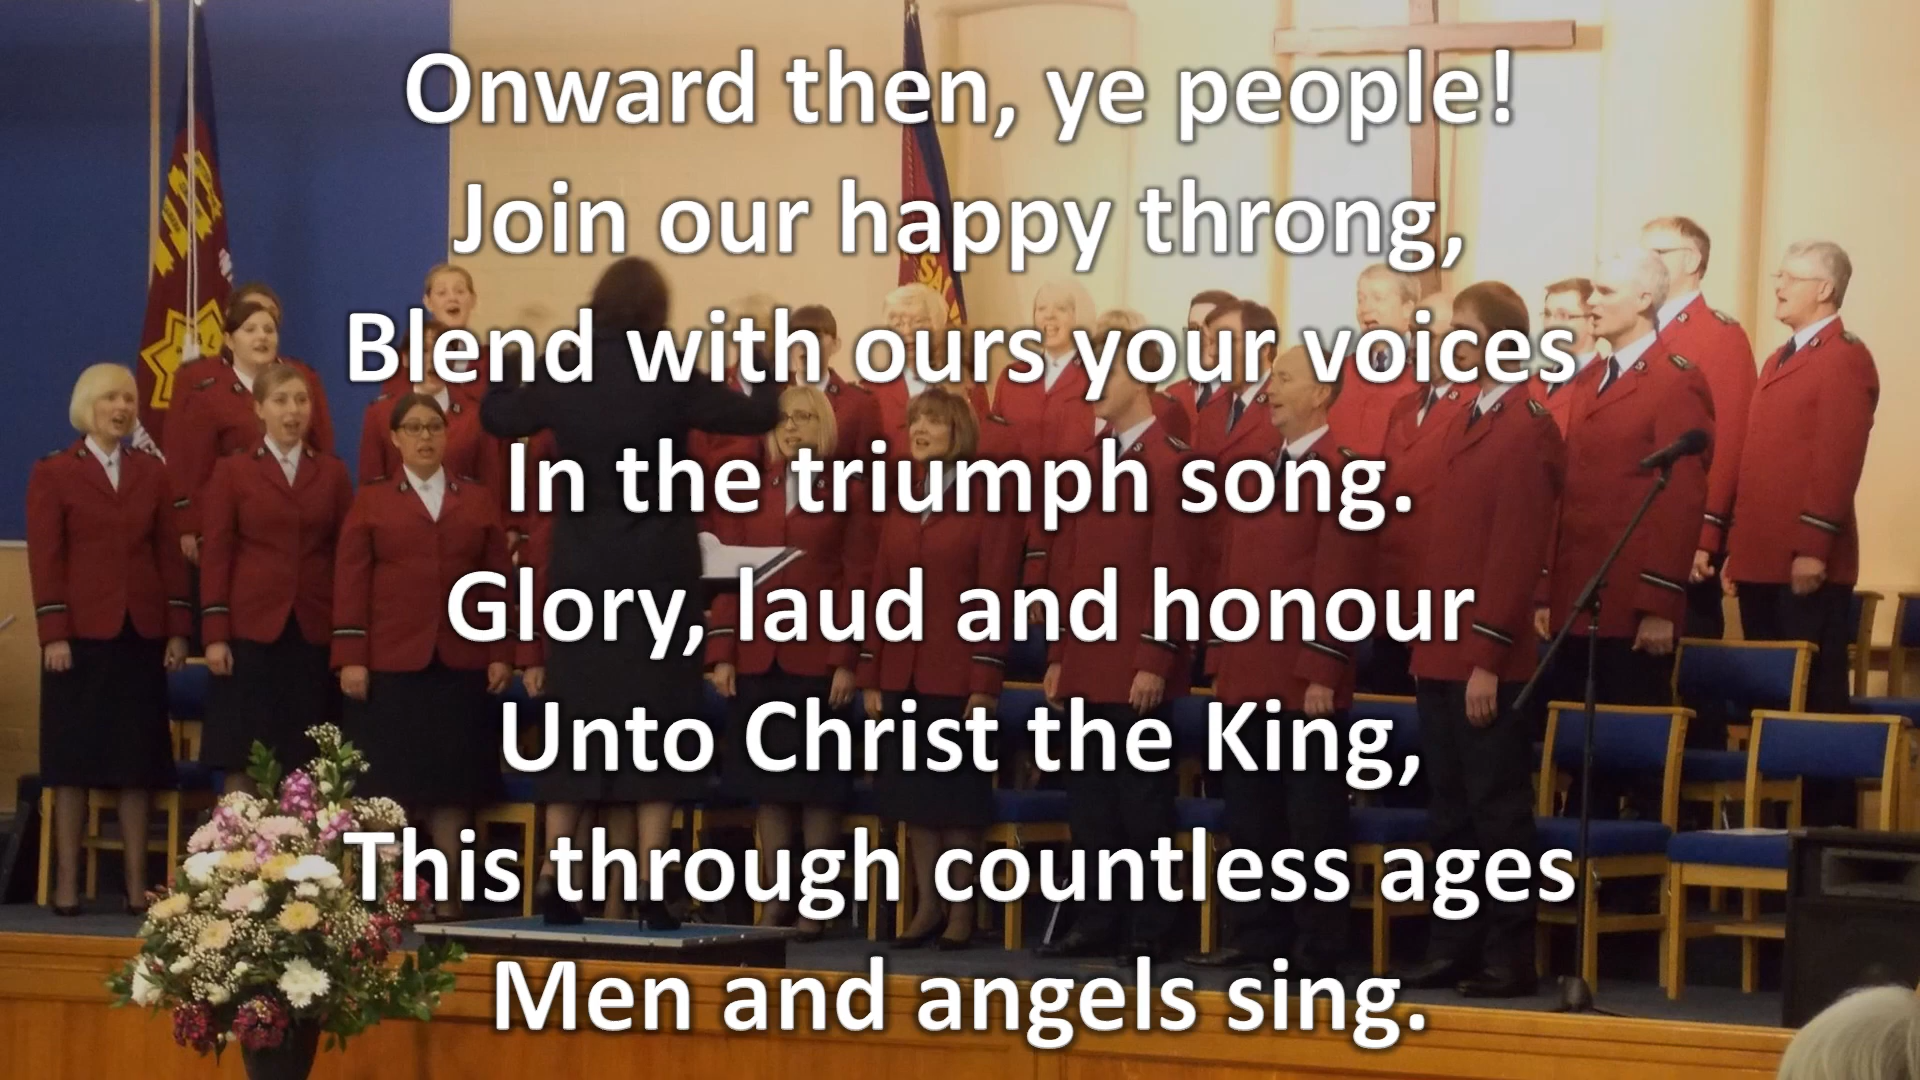 Onward then, ye people!
Join our happy throng,
Blend with ours your voices
In the triumph song.
Glory, laud and honour
Unto Christ the King,
This through countless ages
Men and angels sing.
SAL